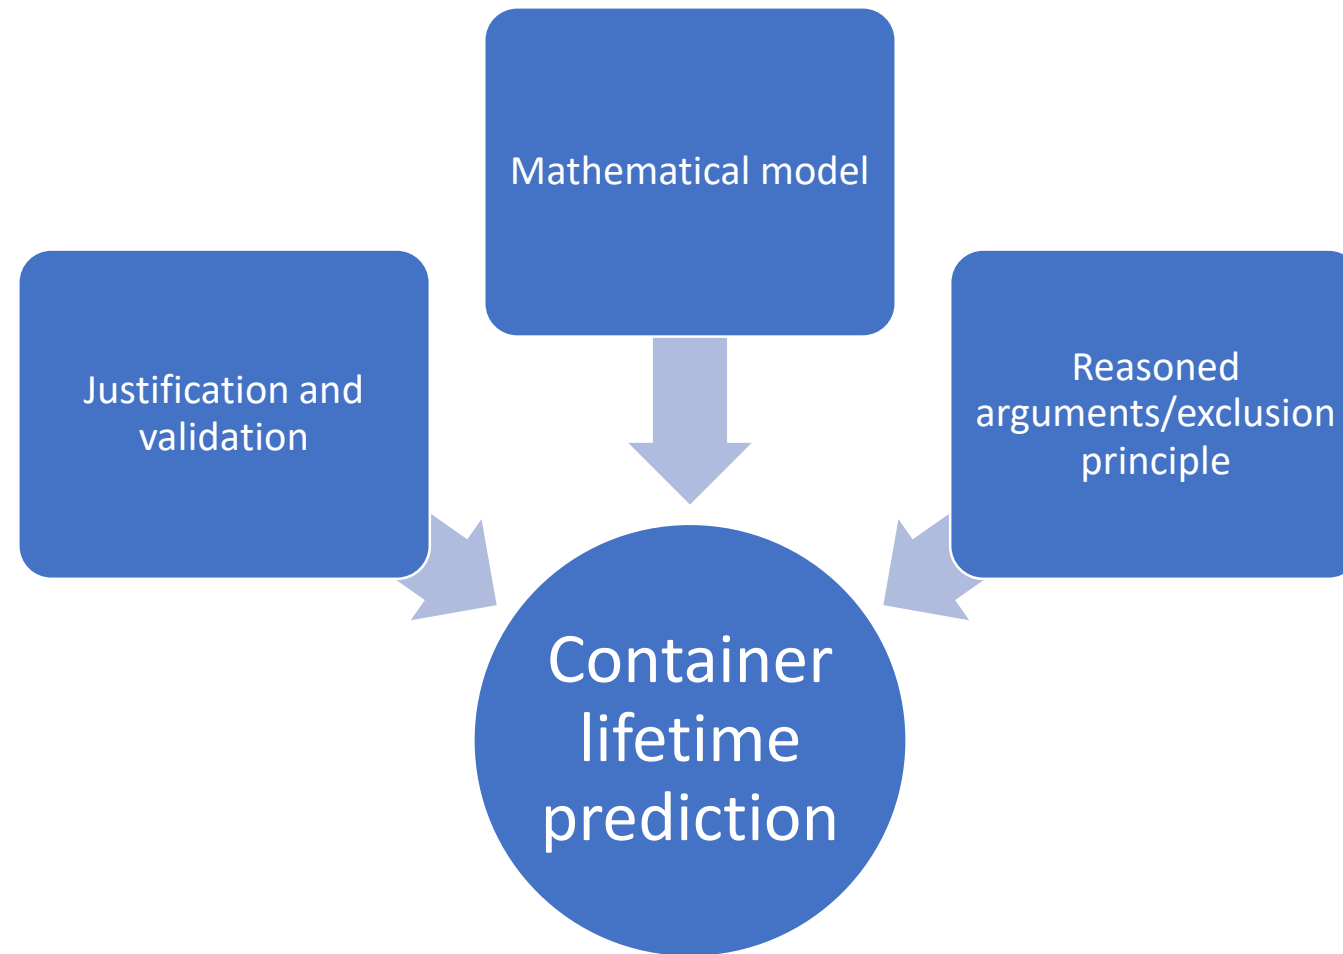 Mathematical model
Justification and
validation
Reasoned
arguments/exclusion
principle
Container
lifetime
prediction